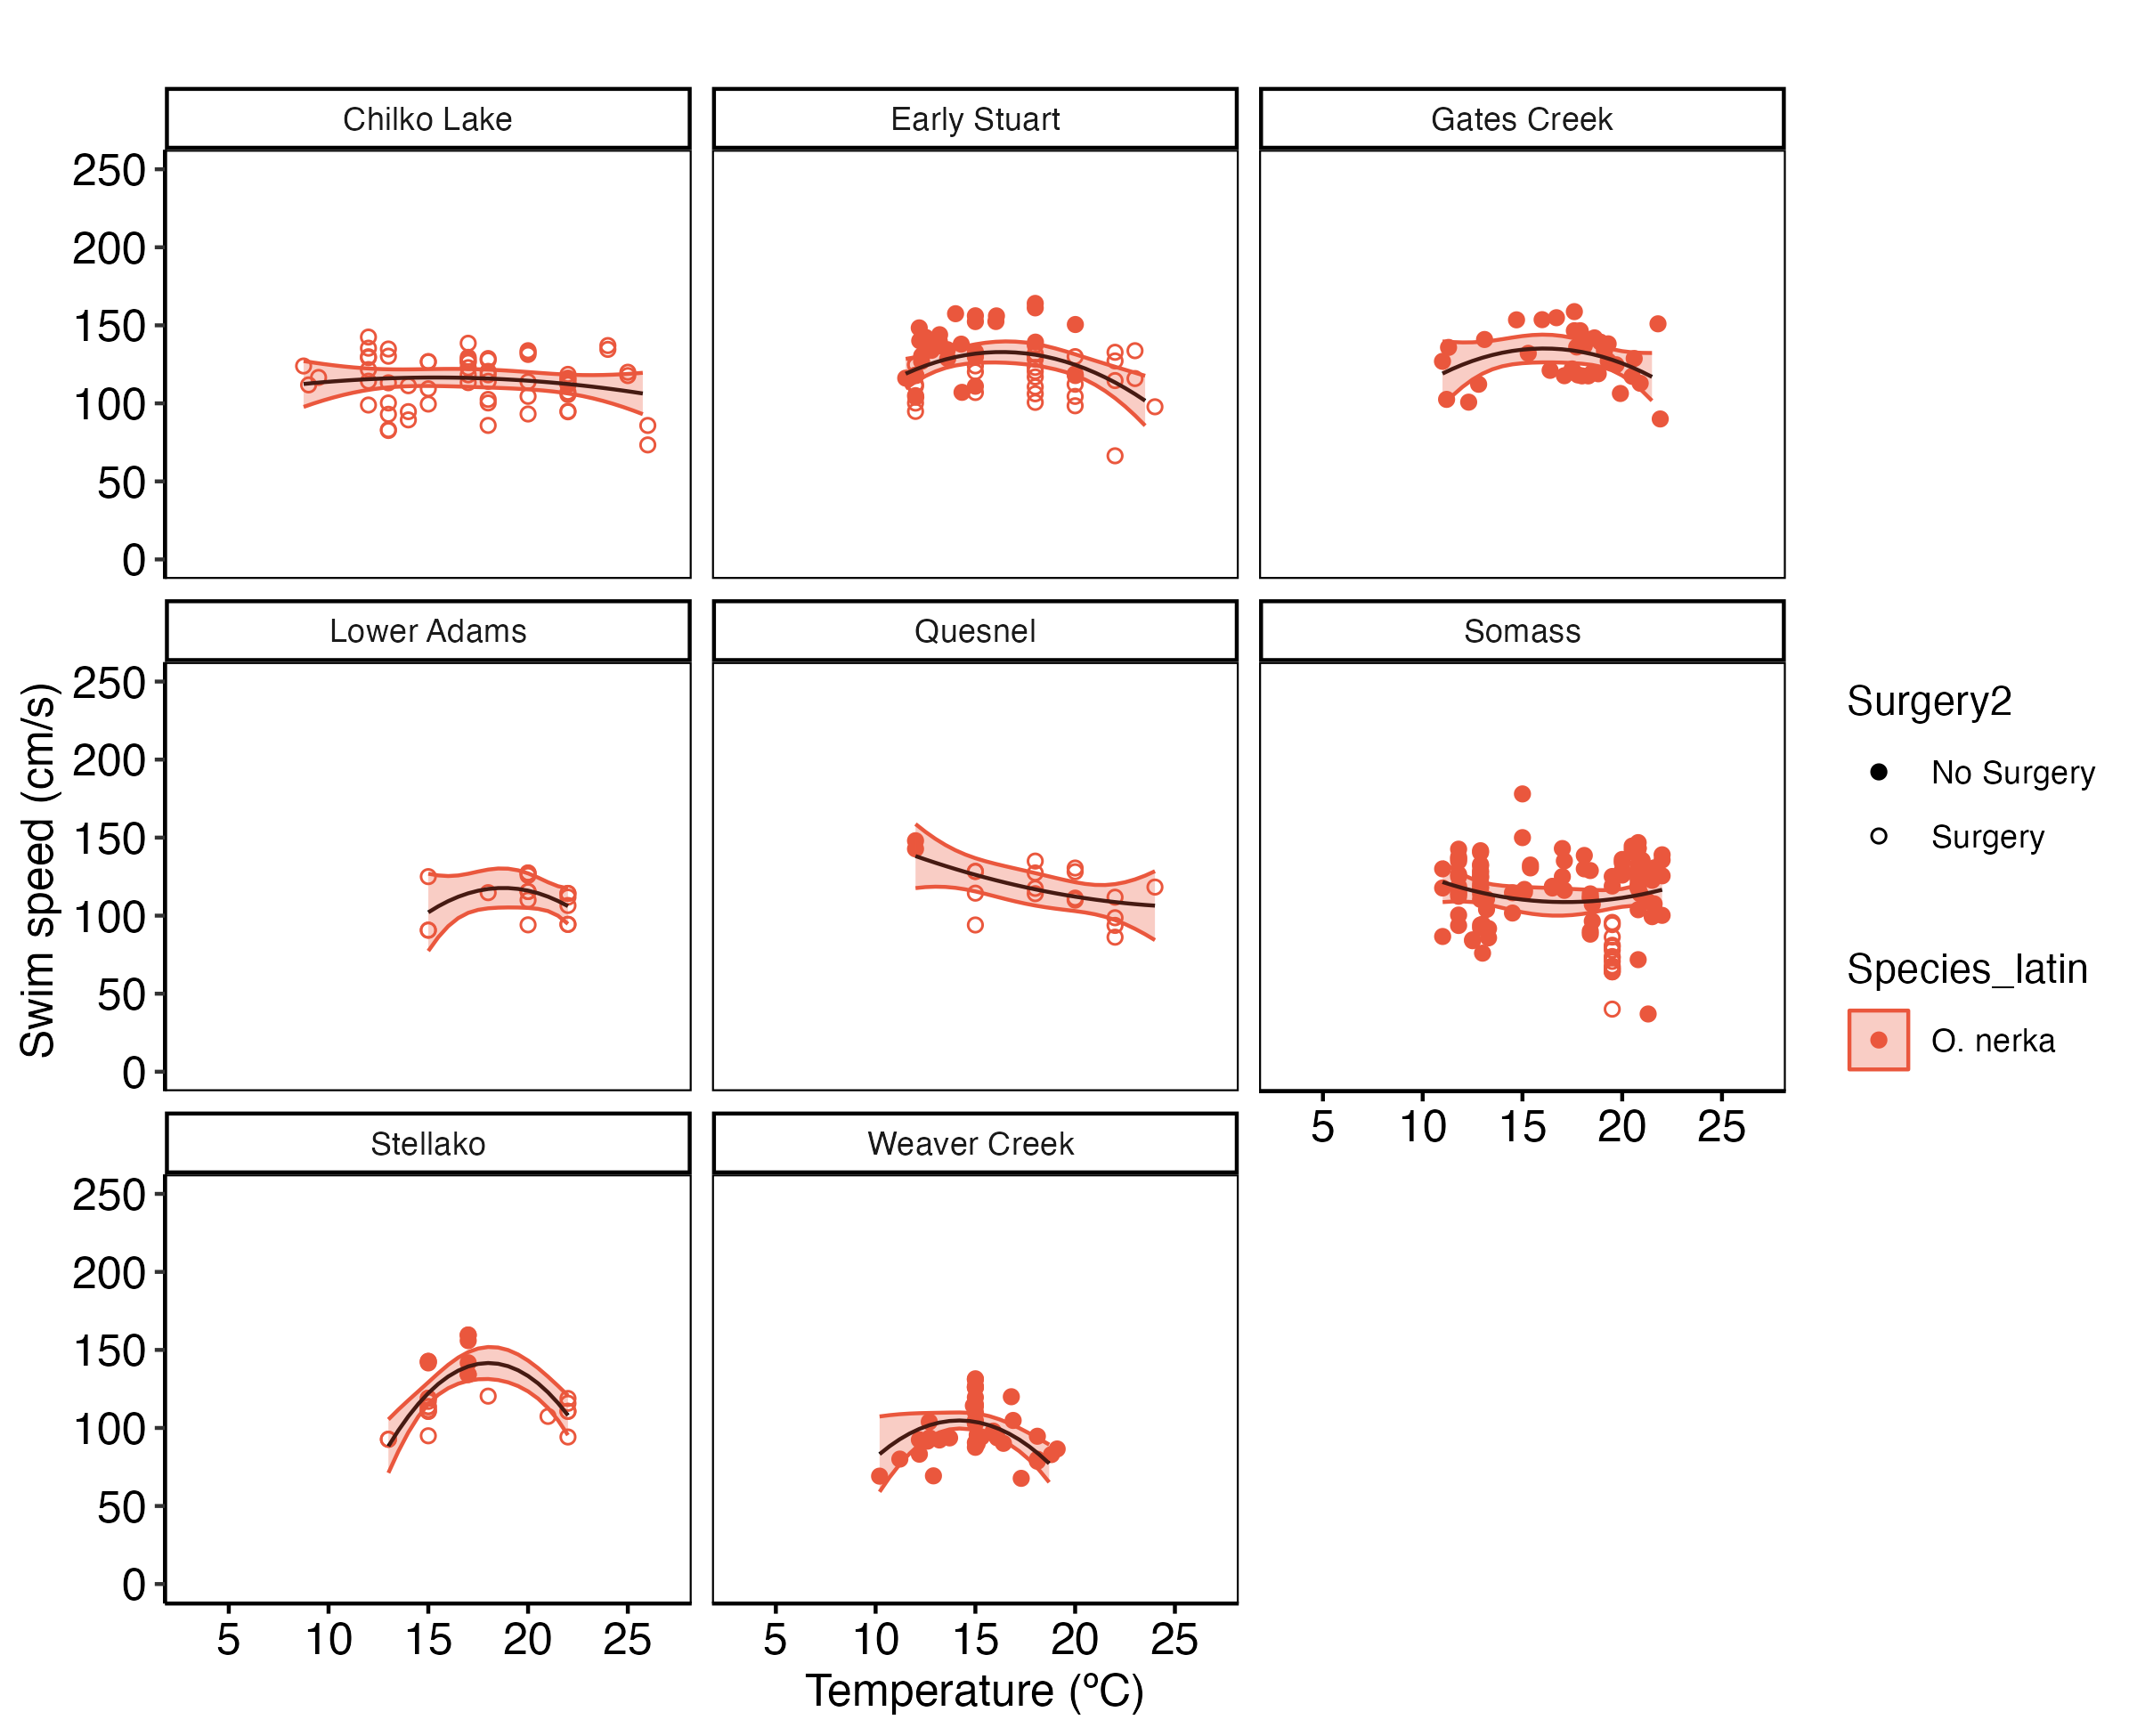 Chilko Lake
Early Stuart
Gates Creek
250
200
150
100
50
0
Lower Adams
Quesnel
Somass
250
200
150
100
50
0
5 10 15 20 25
Stellako
Weaver Creek
250
200
150
100
50
0
5 10 15 20 25
5 10 15 20 25
Swim speed (cm/s)
Temperature (ºC)
Surgery2
No Surgery
Surgery
Species_latin
O. nerka